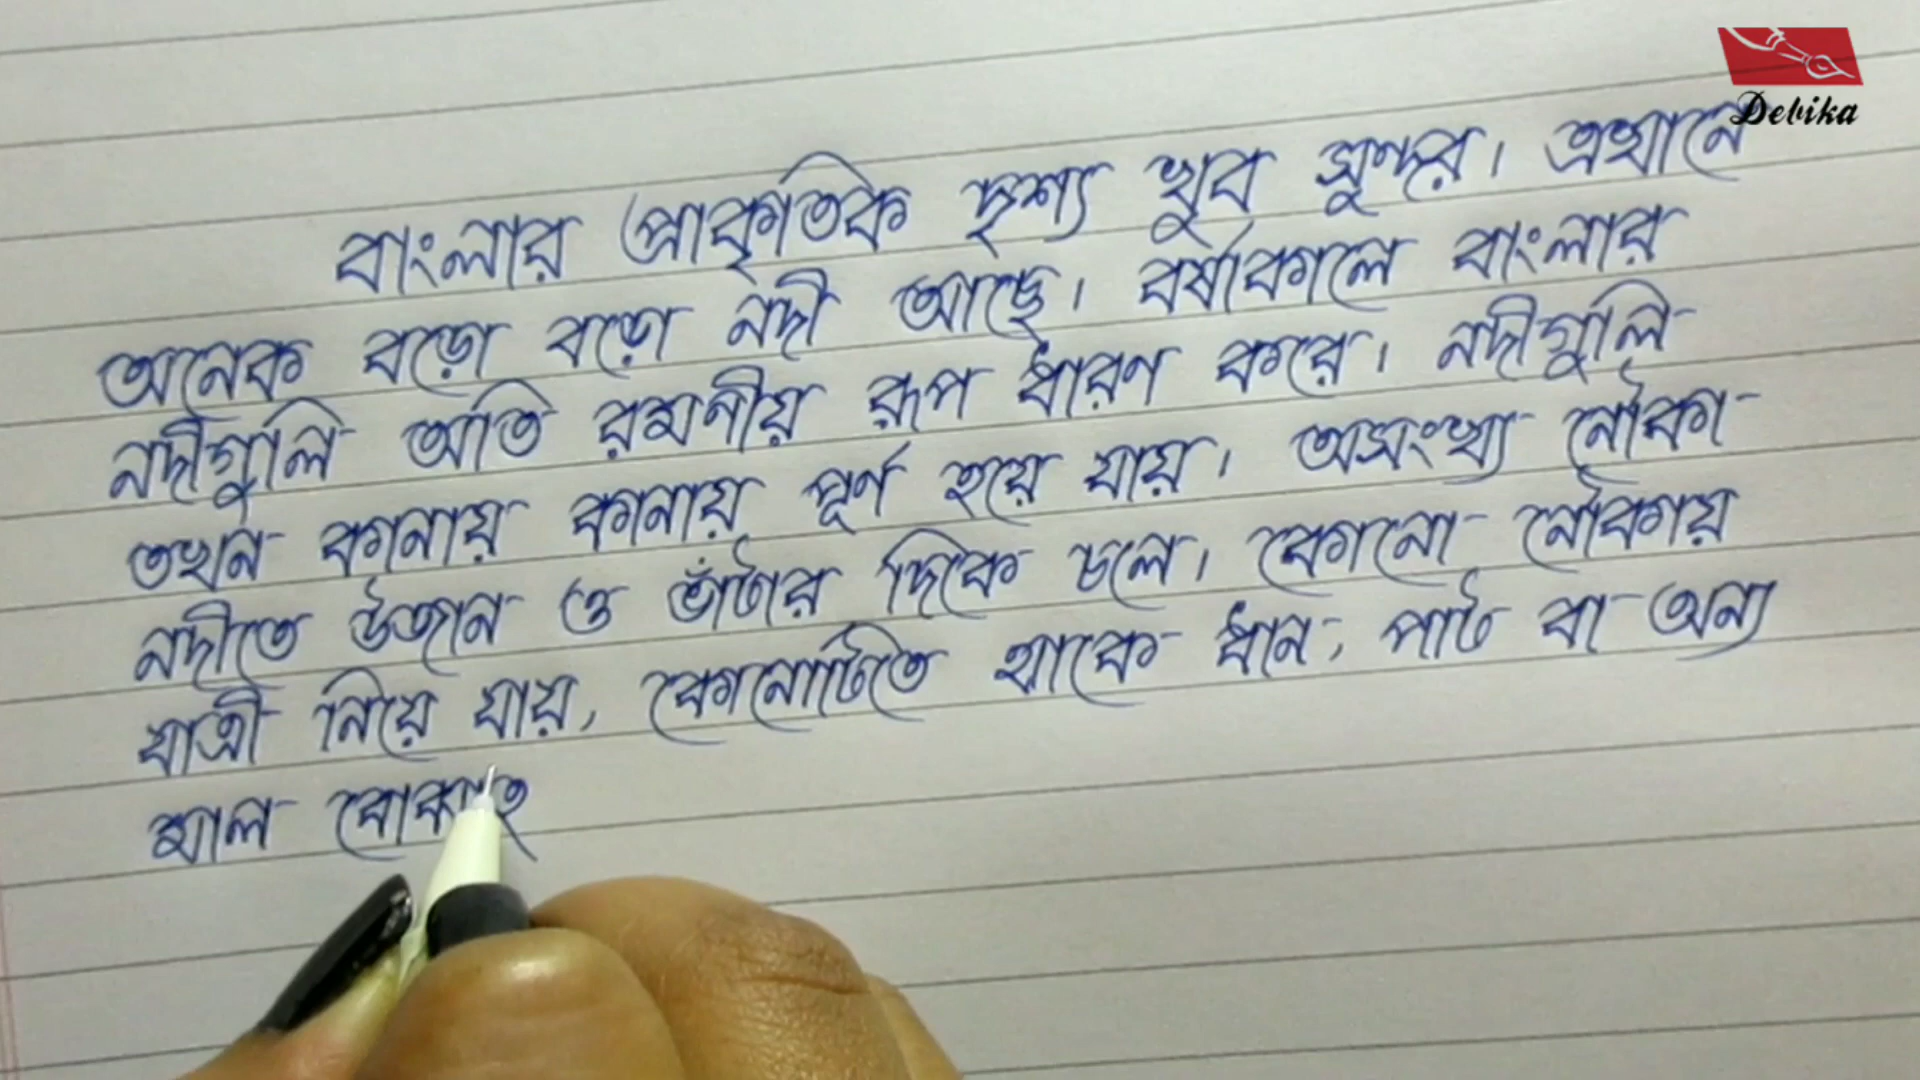 Debika
বাংলার প্রাকৃতিক দৃশ্য খুব সুন্দর। এখানে
অনেক বড়ো বড়ো নদী আছে। বর্ষাকালে বাংলার
নদীগুলি অতি রমণীয় রূপ ধারণ করে। নদীগুলি
তখন কানায় কানায় পূর্ণ হয়ে যায়। অসংখ্য নৌকা
নদীতে উজান ও ভাঁটার দিকে চলে। কোনো নৌকায়
যাত্রী নিয়ে যায়, কোনোটিতে থাকে ধান, পাট বা অন্য
মাল বোঝাই